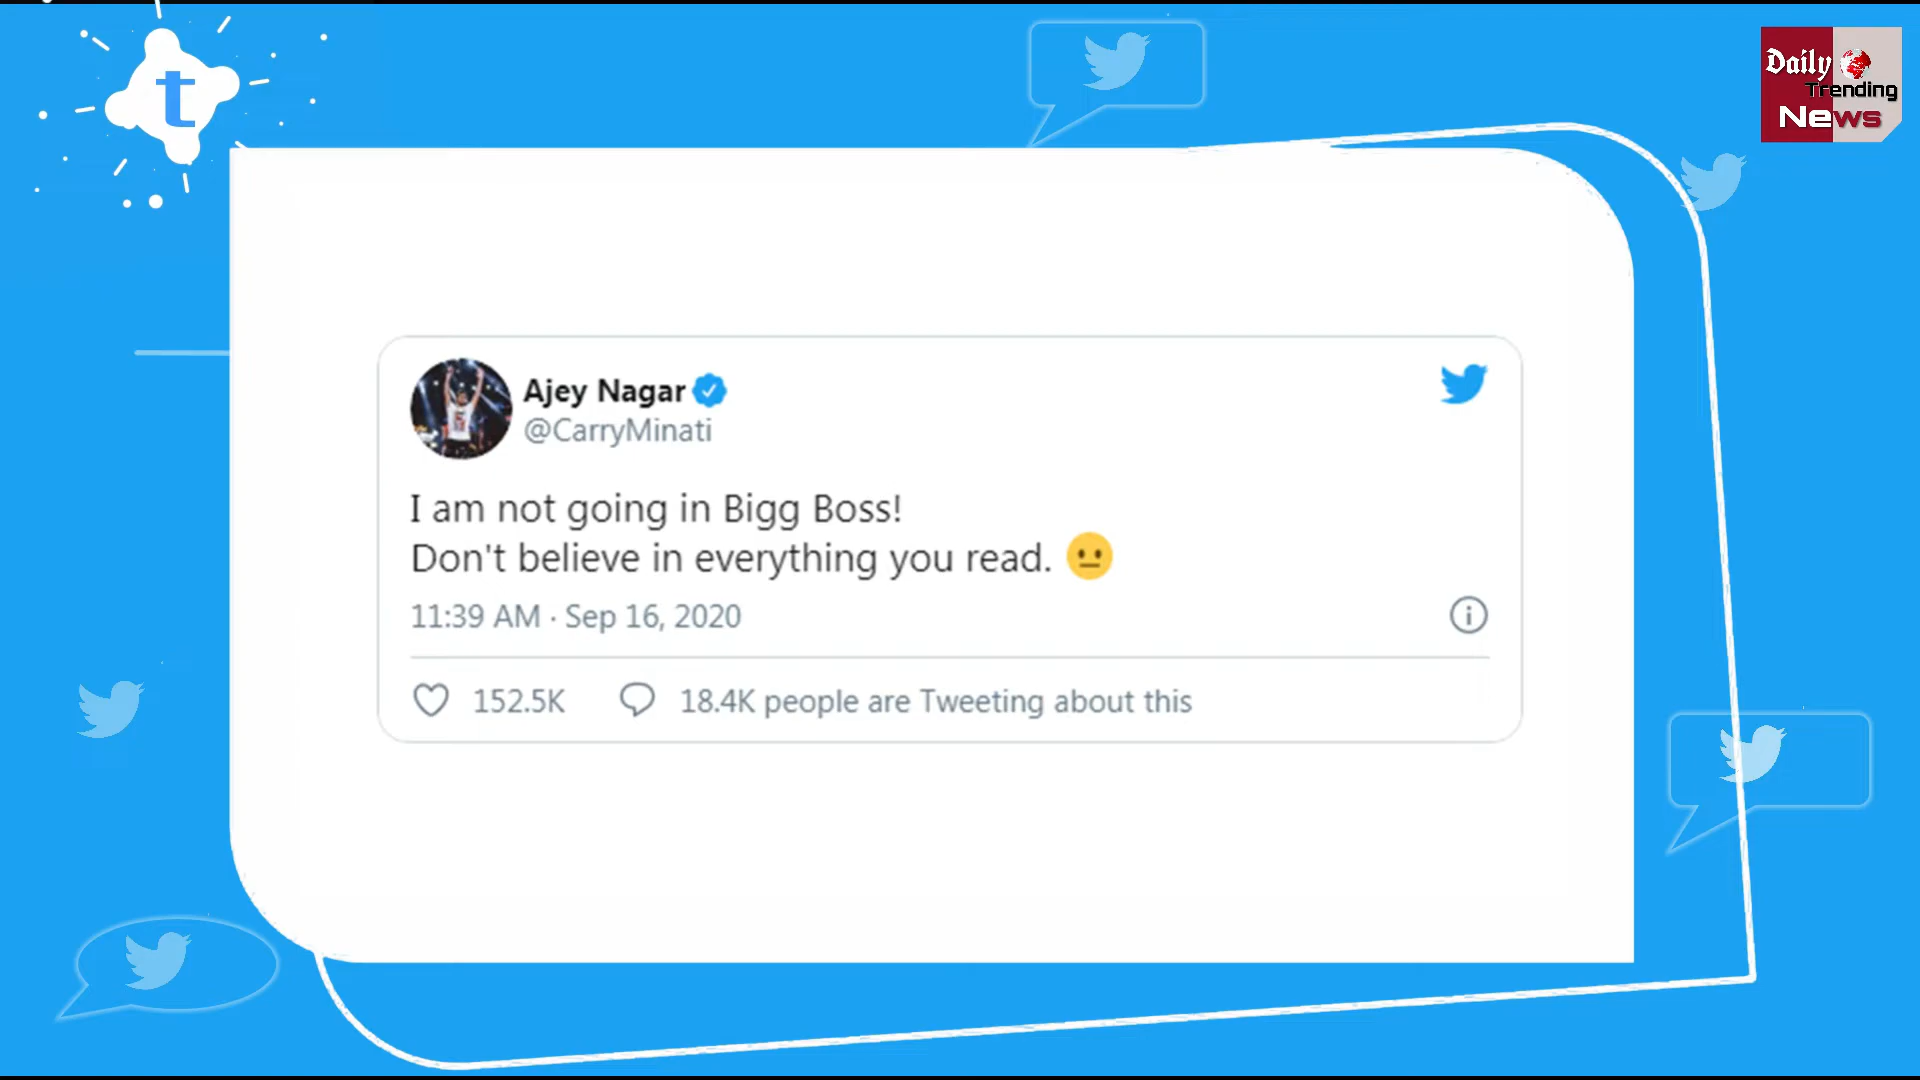 t
Daily
Trending
News
Ajey Nagar
@CarryMinati
I am not going in Bigg Boss!
Don't believe in everything you read. 😐
11:39 AM · Sep 16, 2020
152.5K 18.4K people are Tweeting about this